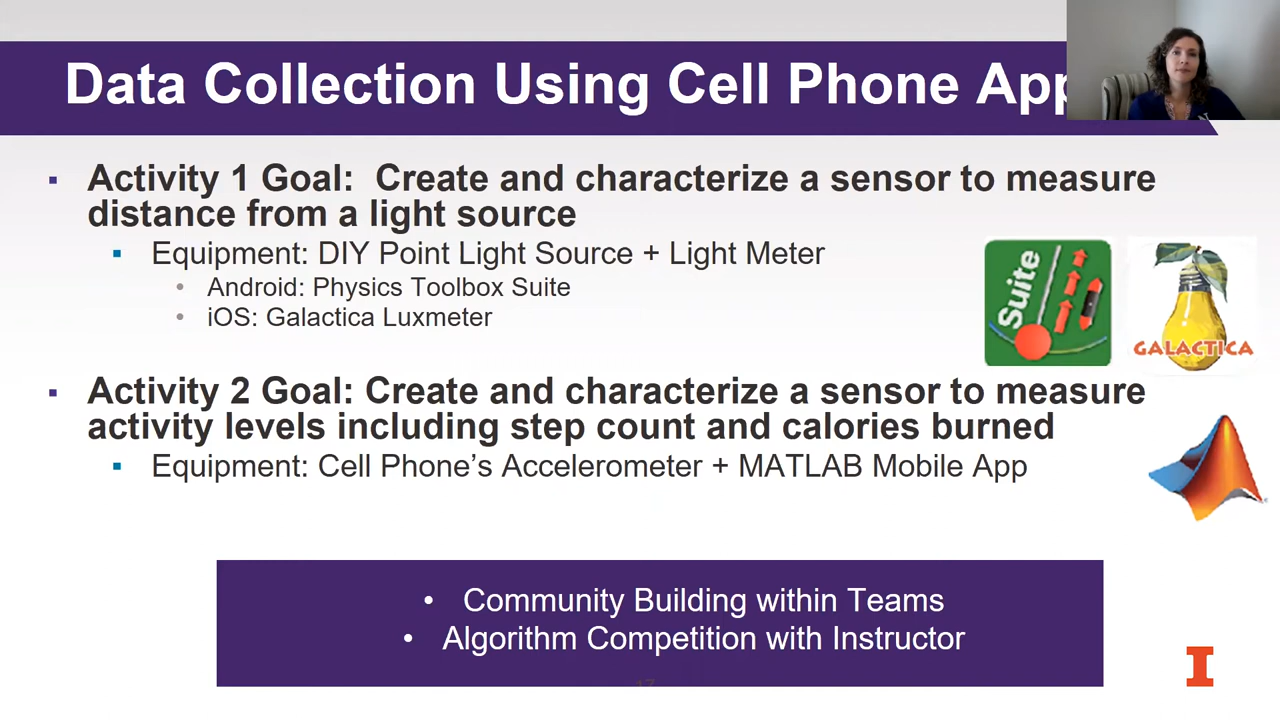 Data Collection Using Cell Phone App
▪ Activity 1 Goal:  Create and characterize a sensor to measure
distance from a light source
▪ Equipment: DIY Point Light Source + Light Meter
• Android: Physics Toolbox Suite
• iOS: Galactica Luxmeter
Suite
GALACTICA
▪ Activity 2 Goal: Create and characterize a sensor to measure
activity levels including step count and calories burned
▪ Equipment: Cell Phone’s Accelerometer + MATLAB Mobile App
• Community Building within Teams
• Algorithm Competition with Instructor
17
I